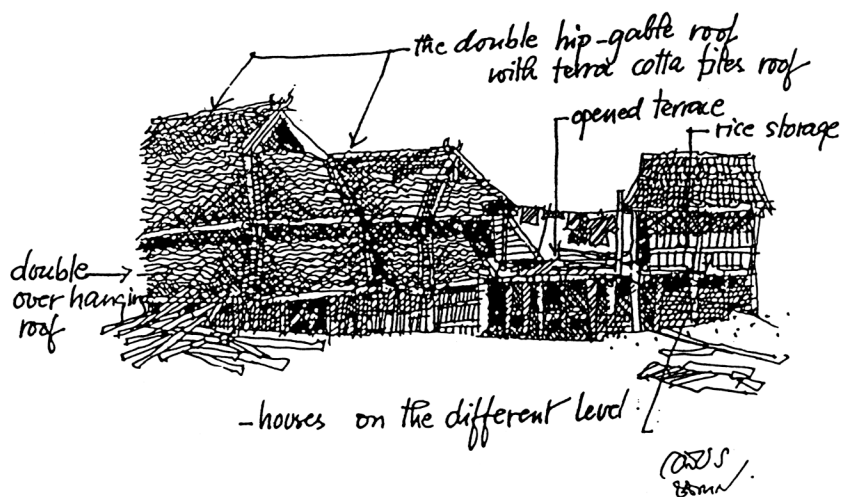 the double hip-gable roof
with terra cotta tiles roof
opened terrace
rice storage
double
over hanging
roof
-houses on the different level